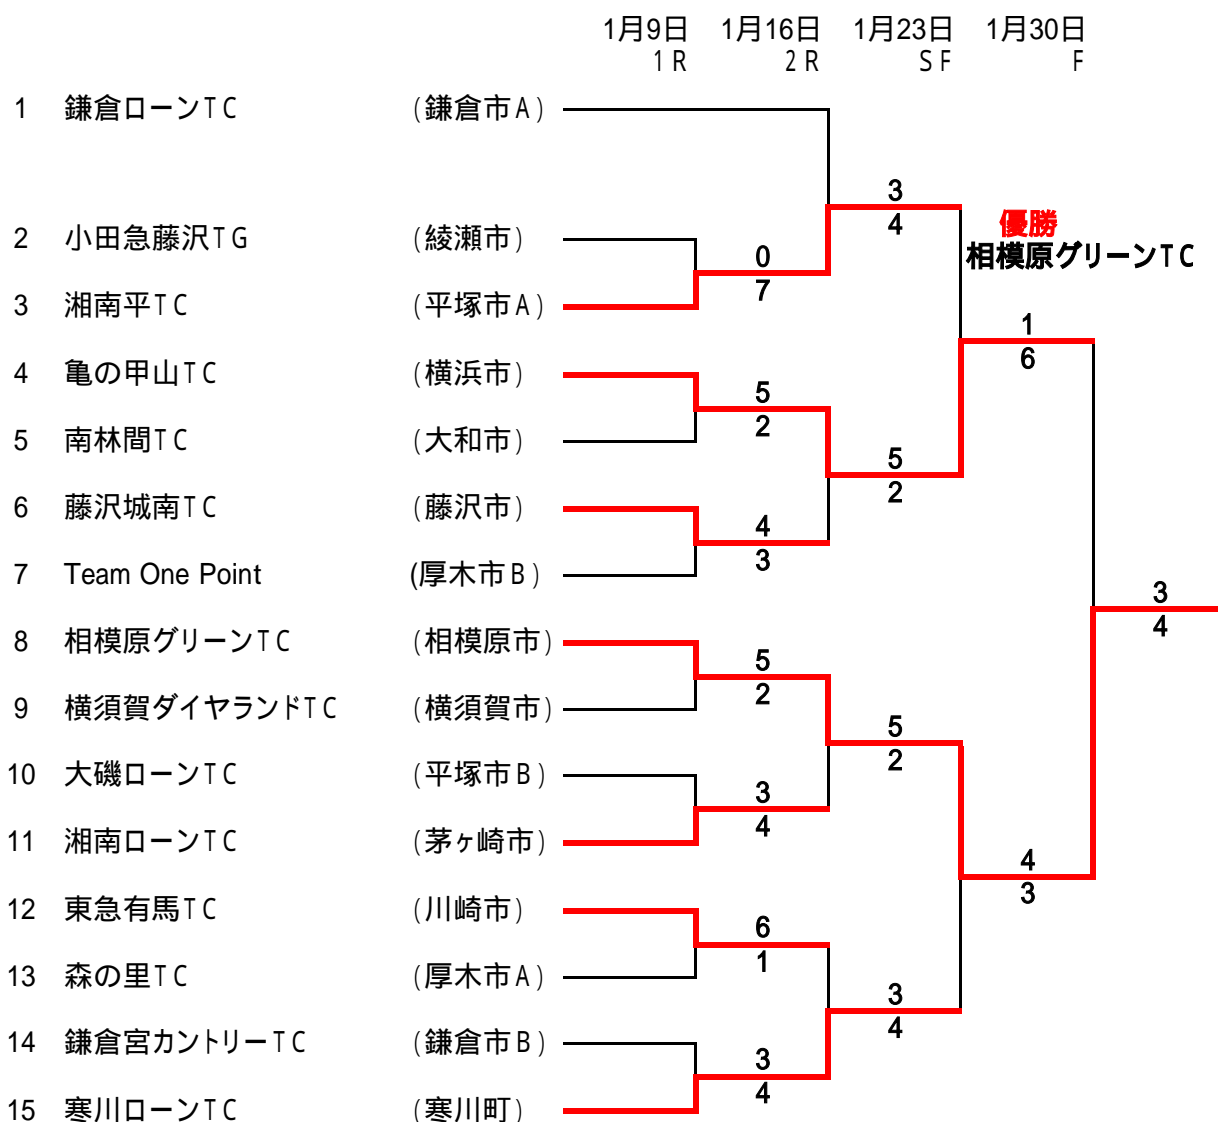 1月9日 1月16日 1月23日 1月30日
1R 2R SF F
1 鎌倉ローンTC (鎌倉市A)
3
4
2 小田急藤沢TG (綾瀬市)
優勝
相模原グリーンTC
0
7
3 湘南平TC (平塚市A)
1
6
4 亀の甲山TC (横浜市)
5
2
5 南林間TC (大和市)
5
2
6 藤沢城南TC (藤沢市)
4
3
7 Team One Point (厚木市B)
3
4
8 相模原グリーンTC (相模原市)
5
2
9 横須賀ダイヤランドTC (横須賀市)
5
2
10 大磯ローンTC (平塚市B)
3
4
11 湘南ローンTC (茅ヶ崎市)
4
3
12 東急有馬TC (川崎市)
6
1
13 森の里TC (厚木市A)
3
4
14 鎌倉宮カントリーTC (鎌倉市B)
3
4
15 寒川ローンTC (寒川町)